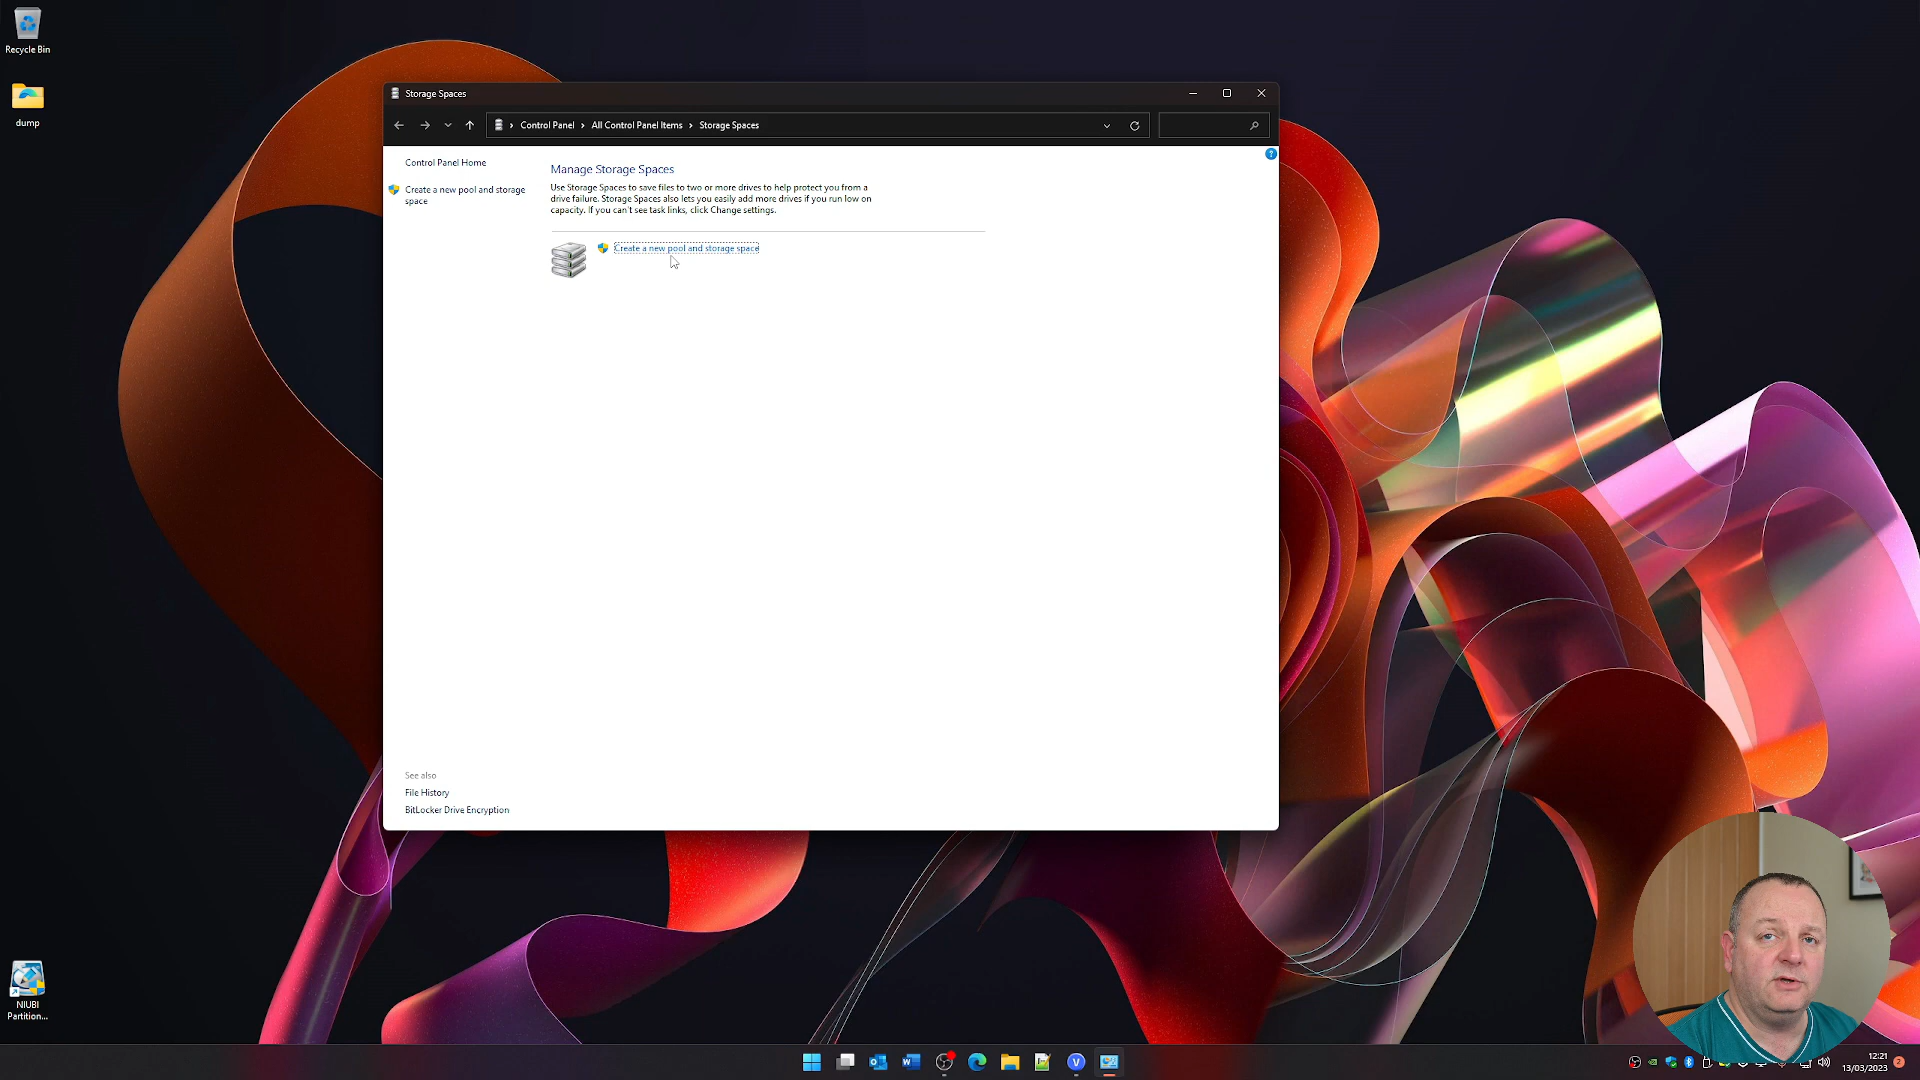 Recycle Bin
dump
Storage Spaces
Control Panel › All Control Panel Items › Storage Spaces
Control Panel Home
Create a new pool and storage
space
Manage Storage Spaces
Use Storage Spaces to save files to two or more drives to help protect you from a
drive failure. Storage Spaces also lets you easily add more drives if you run low on
capacity. If you can't see task links, click Change settings.
Create a new pool and storage space
See also
File History
BitLocker Drive Encryption
NIUBI
Partition...
12:21
13/03/2023
2